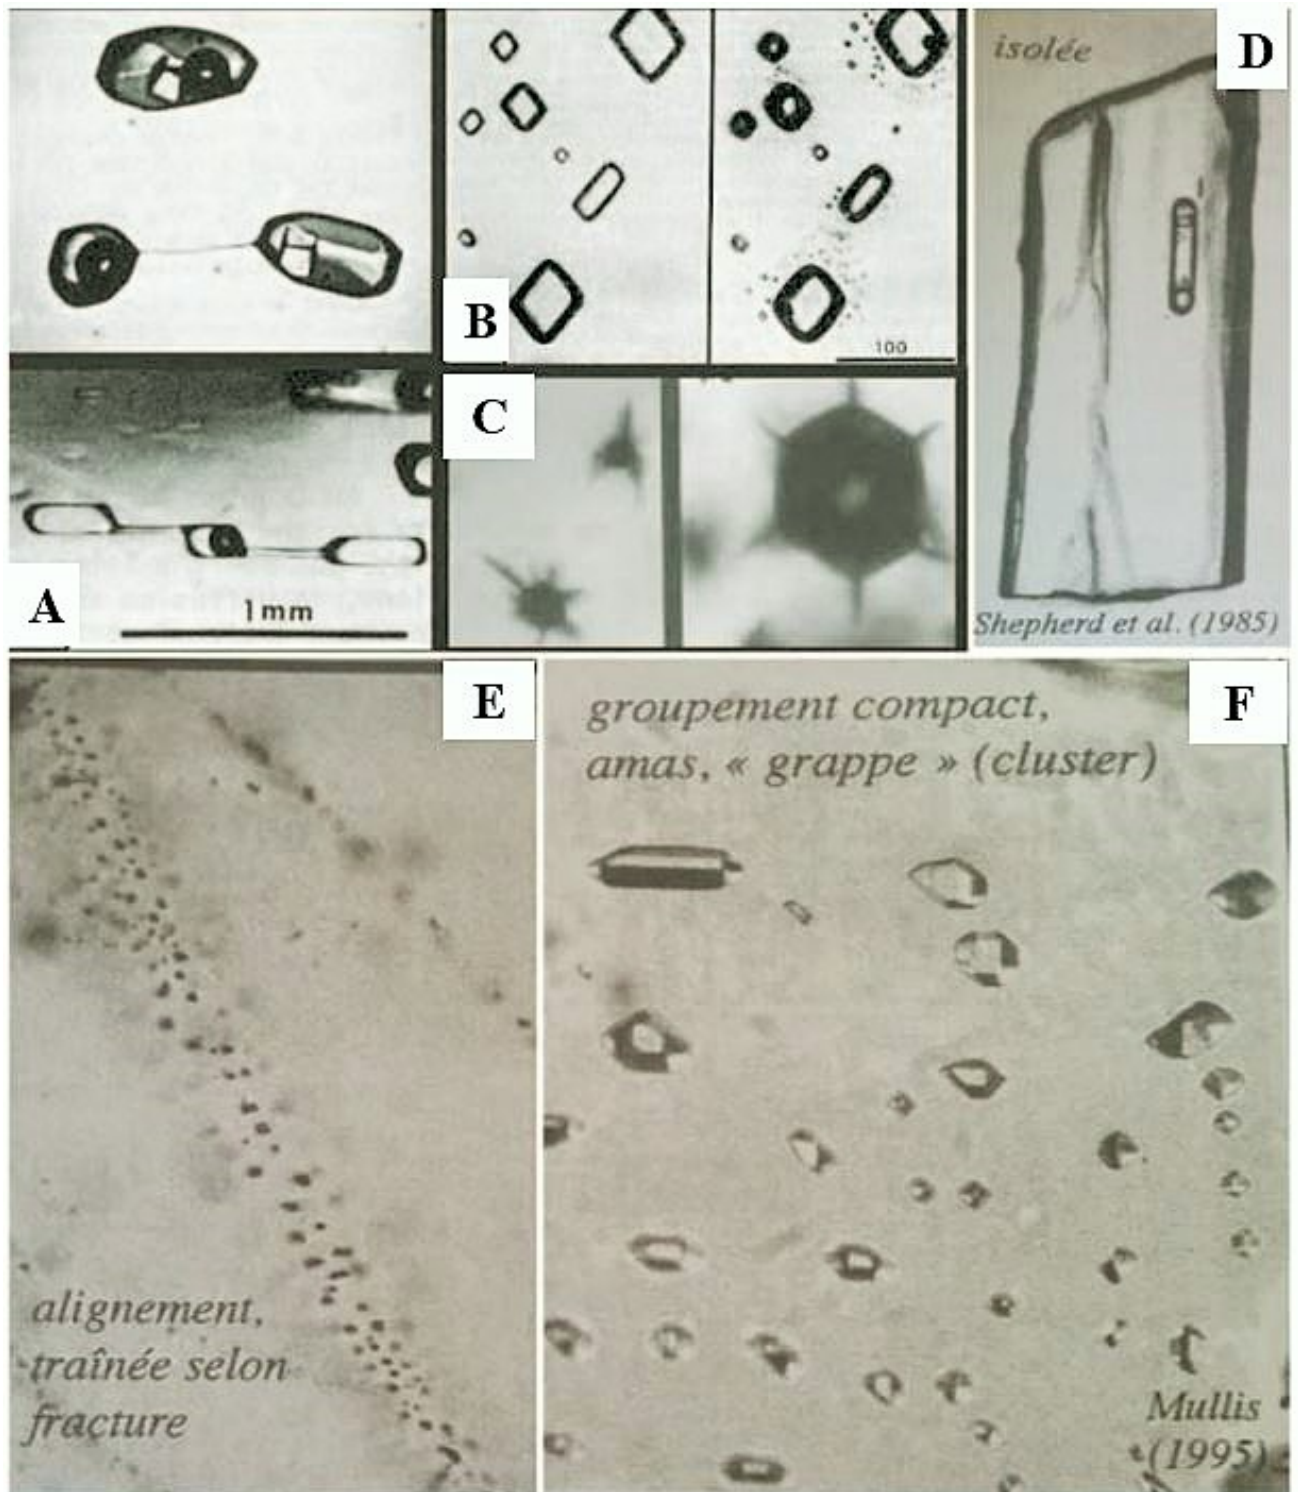 isolée
D
B
100
C
A
1mm
Shepherd et al. (1985)
E
F
groupement compact,
amas, « grappe » (cluster)
alignement,
traînée selon
fracture
Mullis
(1995)